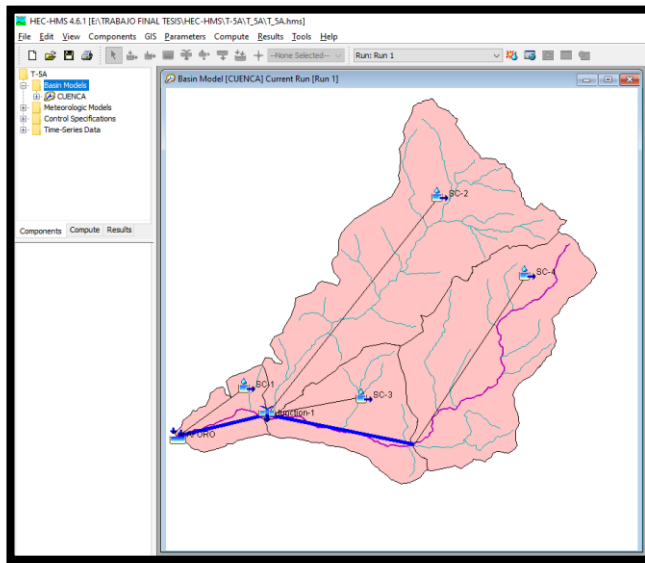 HEC-HMS 4.6.1 [E:\TRABAJO FINAL TESIS\HEC-HMS\T-5A\T_5A\T_5A.hms]
File Edit View Components GIS Parameters Compute Results Tools Help
--None Selected-- Run: Run 1
T-5A
Basin Models
CUENCA
Meteorologic Models
Control Specifications
Time-Series Data
Components Compute Results
Basin Model [CUENCA] Current Run [Run 1]
SC-2
SC-4
SC-1
SC-3
Junction-1